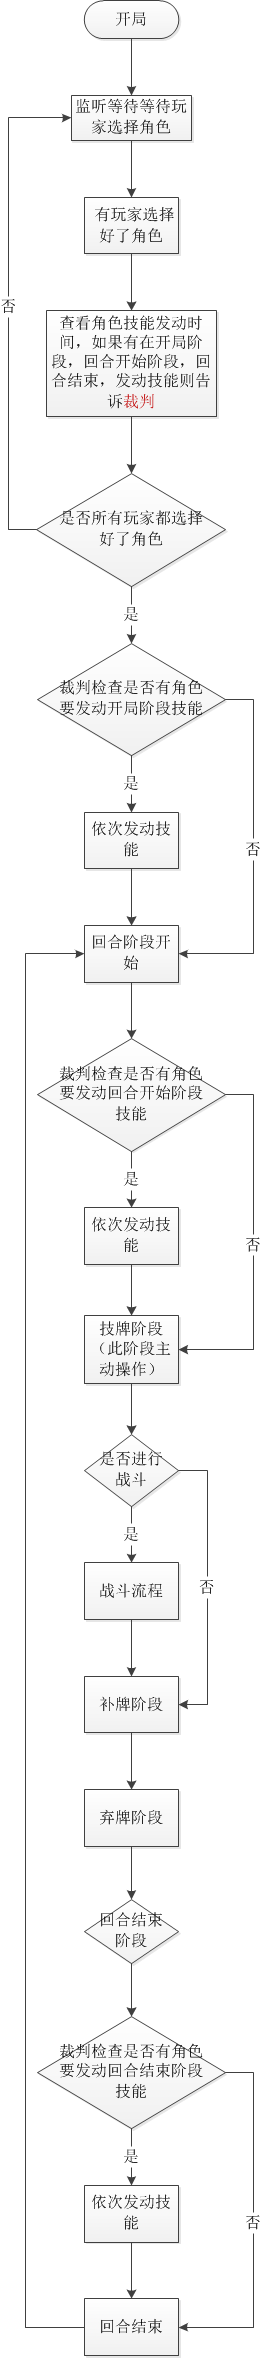 开局
监听等待等待玩
家选择角色
有玩家选择
好了角色
否
查看角色技能发动时
间，如果有在开局阶
段，回合开始阶段，回
合结束，发动技能则告
诉裁判
是否所有玩家都选择
好了角色
是
裁判检查是否有角色
要发动开局阶段技能
是
依次发动技
能
否
回合阶段开
始
裁判检查是否有角色
要发动回合开始阶段
技能
是
依次发动技
能
否
技牌阶段
（此阶段主
动操作）
是否进行
战斗
是
战斗流程
否
补牌阶段
弃牌阶段
回合结束
阶段
裁判检查是否有角色
要发动回合结束阶段
技能
是
依次发动技
能
否
回合结束